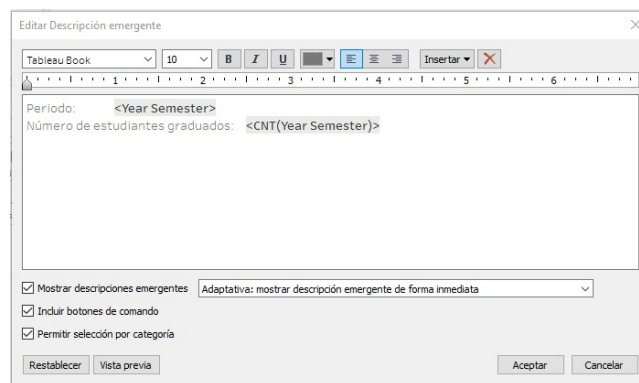 Editar Descripción emergente
Tableau Book 10 B I U Insertar
1 2 3 4 5 6
Periodo: <Year Semester>
Número de estudiantes graduados: <CNT(Year Semester)>
Mostrar descripciones emergentes Adaptativa: mostrar descripción emergente de forma inmediata
Incluir botones de comando
Permitir selección por categoría
Restablecer Vista previa Aceptar Cancelar